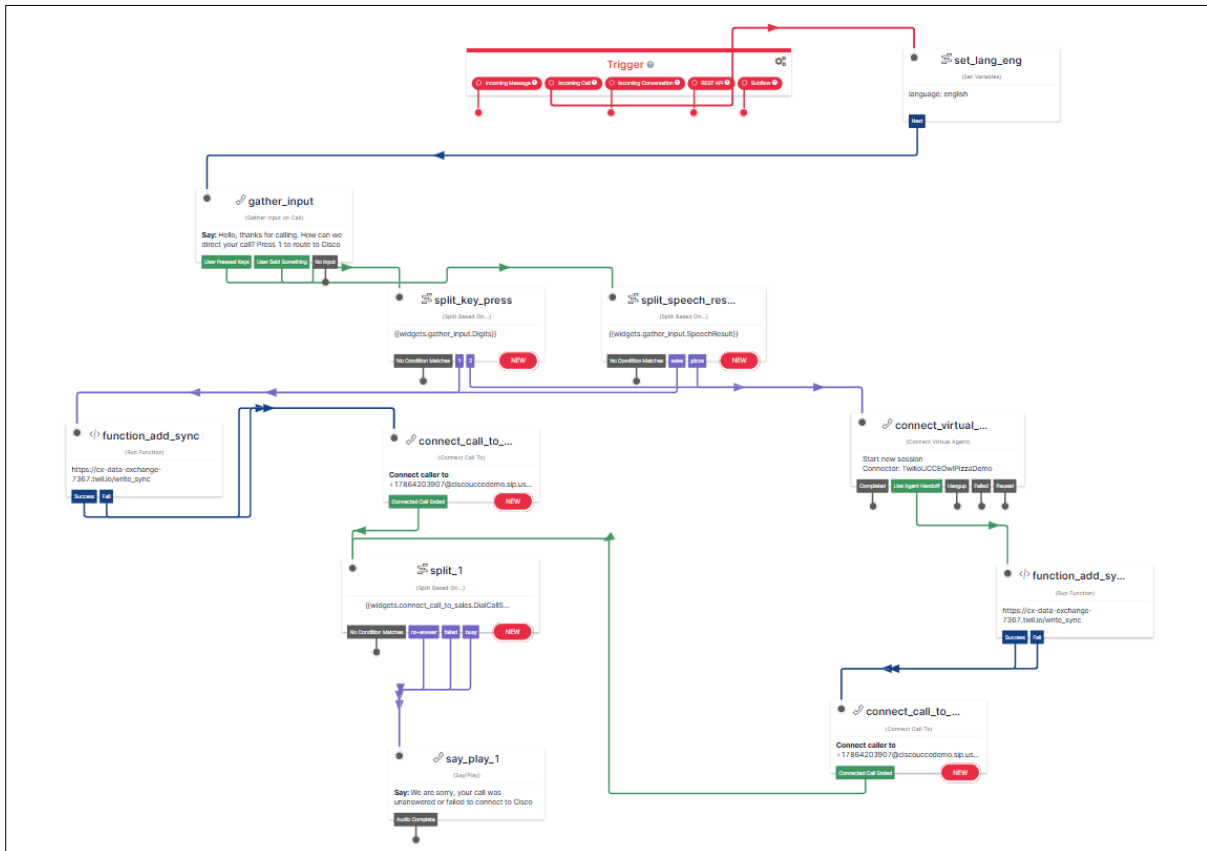 Trigger
Incoming Message
Incoming Call
Incoming Conversation
REST API
Subflow
set_lang_eng
(Set Variables)
language: english
Next
gather_input
(Gather Input on Call)
Say: Hello, thanks for calling. How can we
direct your call? Press 1 to route to Cisco
User Pressed Keys
User Said Something
No Input
split_key_press
(Split Based On...)
{{widgets.gather_input.Digits}}
No Condition Matches
1
2
NEW
split_speech_res...
(Split Based On...)
{{widgets.gather_input.SpeechResult}}
No Condition Matches
sales
pizza
NEW
function_add_sync
(Run Function)
https://cx-data-exchange-
7367.twil.io/write_sync
Success
Fail
connect_call_to_...
(Connect Call To)
Connect caller to
+17864203907@ciscouccedemo.sip.us...
Connected Call Ended
NEW
connect_virtual_...
(Connect Virtual Agent)
Start new session
Connector: TwilioUCCEOwlPizzaDemo
Completed
Live Agent Handoff
Hangup
Failed
Paused
split_1
(Split Based On...)
{{widgets.connect_call_to_sales.DialCallS...
No Condition Matches
no-answer
failed
busy
NEW
function_add_sy...
(Run Function)
https://cx-data-exchange-
7367.twil.io/write_sync
Success
Fail
connect_call_to_...
(Connect Call To)
Connect caller to
+17864203907@ciscouccedemo.sip.us...
Connected Call Ended
NEW
say_play_1
(Say/Play)
Say: We are sorry, your call was
unanswered or failed to connect to Cisco
Audio Complete